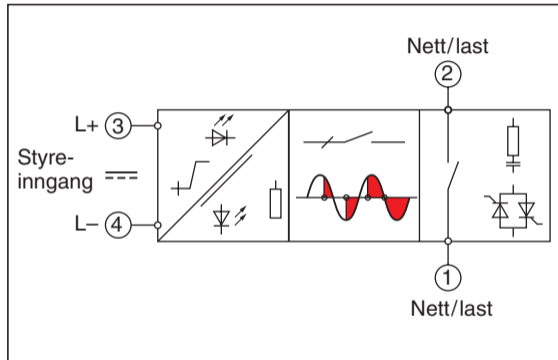 Nett/last
2
L+ 3
Styre-
inngang
L– 4
1
Nett/last